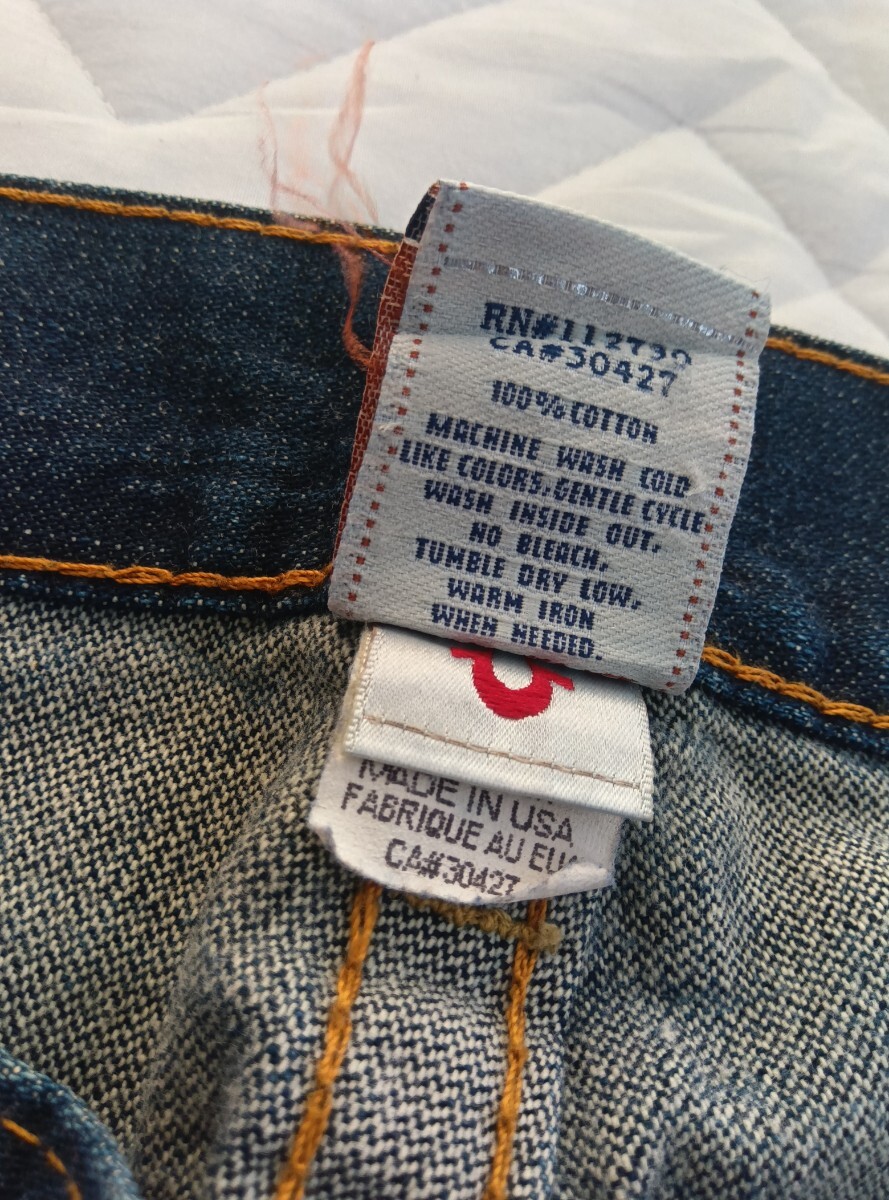 RN#112790
CA#30427
100% COTTON
MACHINE WASH COLD
LIKE COLORS, GENTLE CYCLE
WASH INSIDE OUT.
NO BLEACH.
TUMBLE DRY LOW.
WARM IRON
WHEN NEEDED.
MADE IN USA
FABRIQUE AU EUA
CA#30427